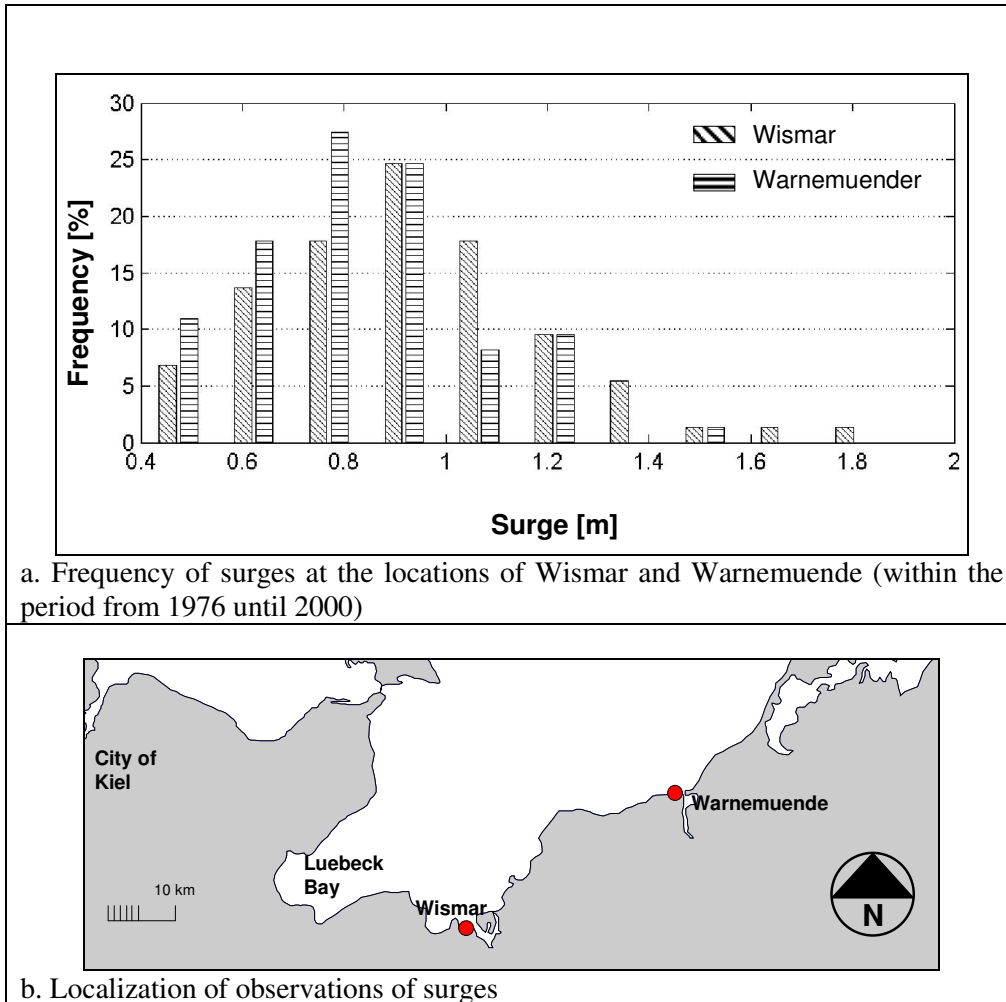 30
25
20
15
10
5
0
Frequency [%]
Wismar
Warnemuender
0.4 0.6 0.8 1 1.2 1.4 1.6 1.8 2
Surge [m]
a. Frequency of surges at the locations of Wismar and Warnemuende (within the
period from 1976 until 2000)
City of
Kiel
Warnemuende
Luebeck
Bay
10 km
Wismar
N
b. Localization of observations of surges